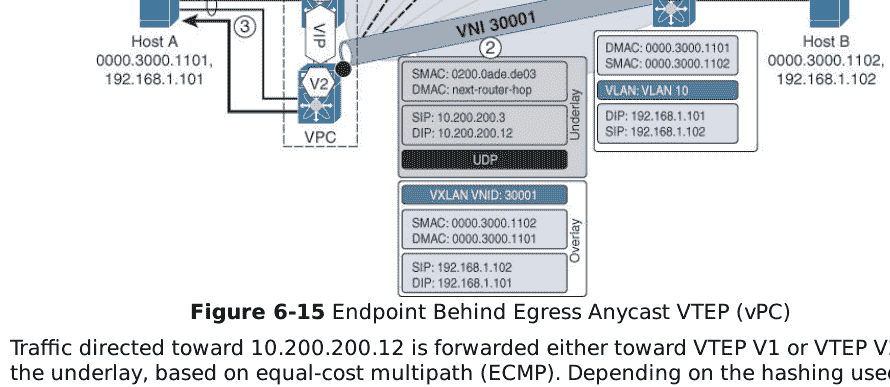 VNI 30001
3
2
VIP
V2
VPC
Host A
0000.3000.1101,
192.168.1.101
Host B
0000.3000.1102,
192.168.1.102
DMAC: 0000.3000.1101
SMAC: 0000.3000.1102
VLAN: VLAN 10
DIP: 192.168.1.101
SIP: 192.168.1.102
SMAC: 0200.0ade.de03
DMAC: next-router-hop
SIP: 10.200.200.3
DIP: 10.200.200.12
UDP
Underlay
VXLAN VNID: 30001
SMAC: 0000.3000.1102
DMAC: 0000.3000.1101
SIP: 192.168.1.102
DIP: 192.168.1.101
Overlay
Figure 6-15 Endpoint Behind Egress Anycast VTEP (vPC)
Traffic directed toward 10.200.200.12 is forwarded either toward VTEP V1 or VTEP
the underlay, based on equal-cost multipath (ECMP). Depending on the hashing use